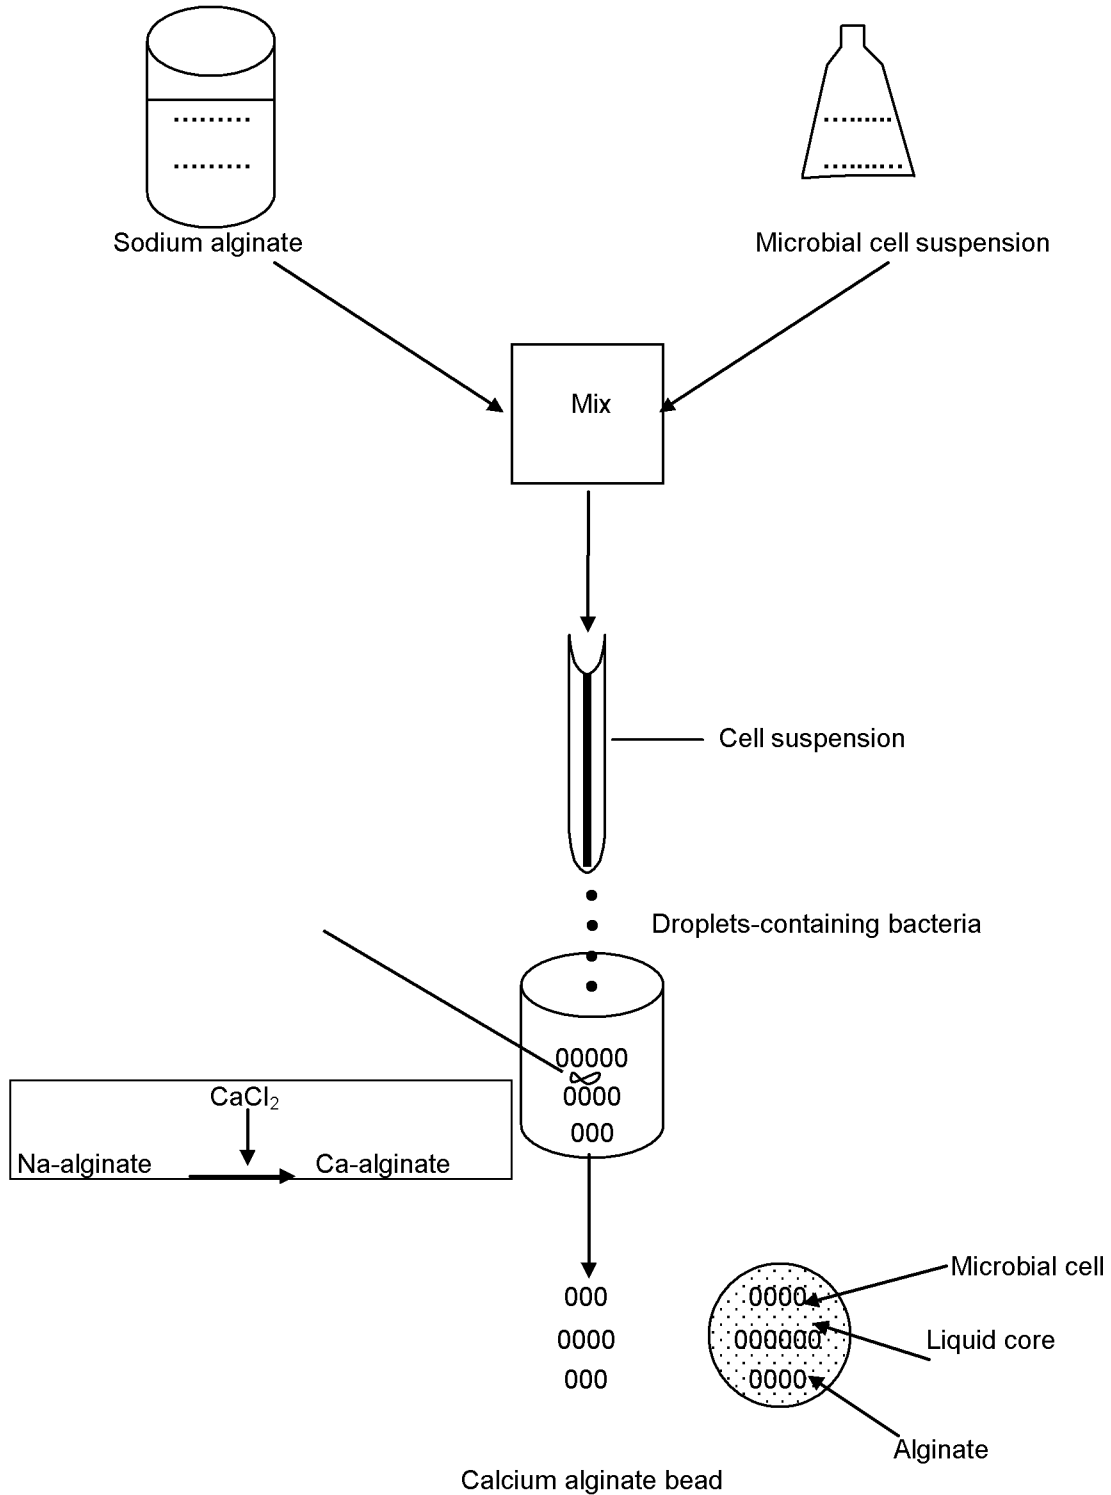 Sodium alginate
Microbial cell suspension
Mix
Cell suspension
Droplets-containing bacteria
00000
0000
000
CaCl₂
Na-alginate
Ca-alginate
000
0000
000
0000
000000
0000
Microbial cell
Liquid core
Alginate
Calcium alginate bead